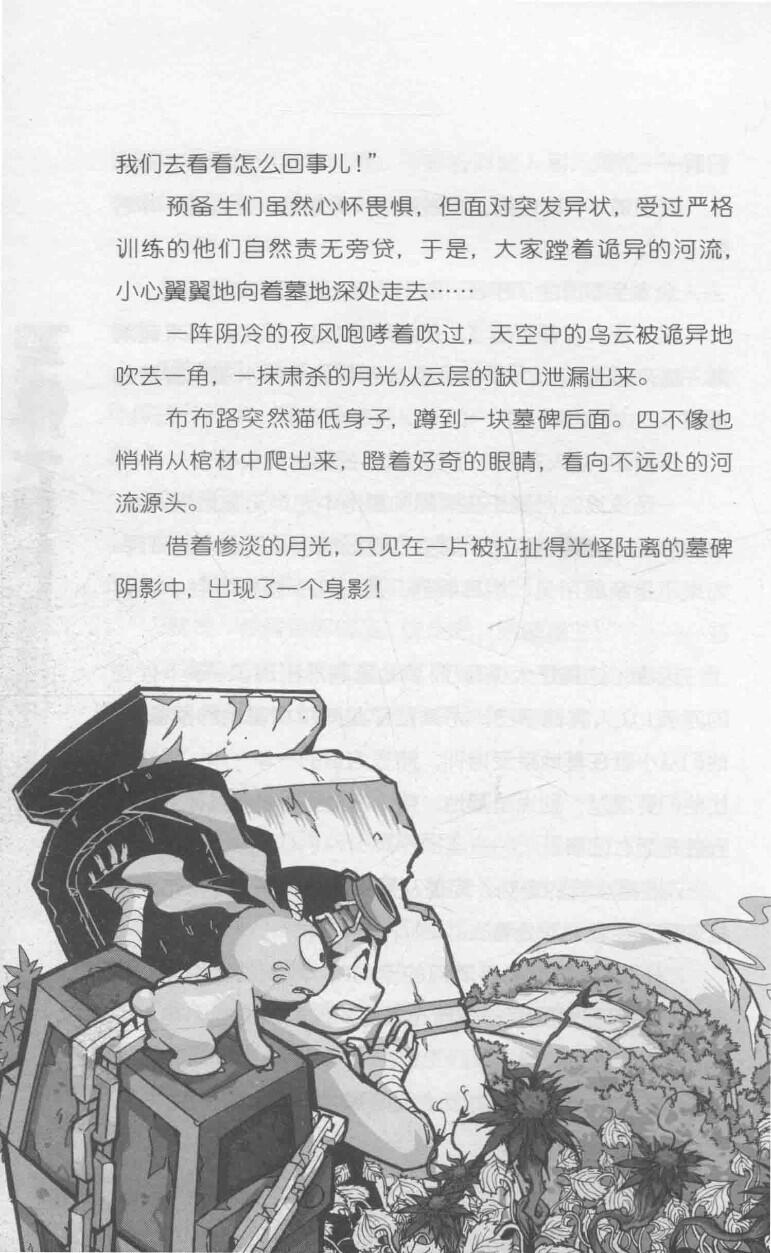 我们去看看怎么回事儿！”
预备生们虽然心怀畏惧，但面对突发异状，受过严格
训练的他们自然责无旁贷，于是，大家蹚着诡异的河流，
小心翼翼地向着墓地深处走去……
一阵阴冷的夜风咆哮着吹过，天空中的乌云被诡异地
吹去一角，一抹肃杀的月光从云层的缺口泄漏出来。
布布路突然猫低身子，蹲到一块墓碑后面。四不像也
悄悄从棺材中爬出来，瞪着好奇的眼睛，看向不远处的河
流源头。
借着惨淡的月光，只见在一片被拉扯得光怪陆离的墓碑
阴影中，出现了一个身影！